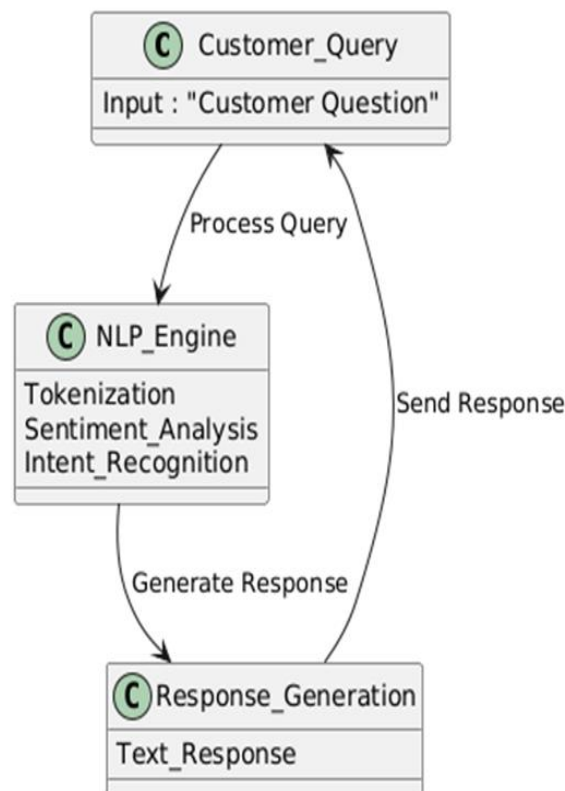 C Customer_Query
Input : "Customer Question"
Process Query
C NLP_Engine
Tokenization
Sentiment_Analysis
Intent_Recognition
Send Response
Generate Response
C Response_Generation
Text_Response